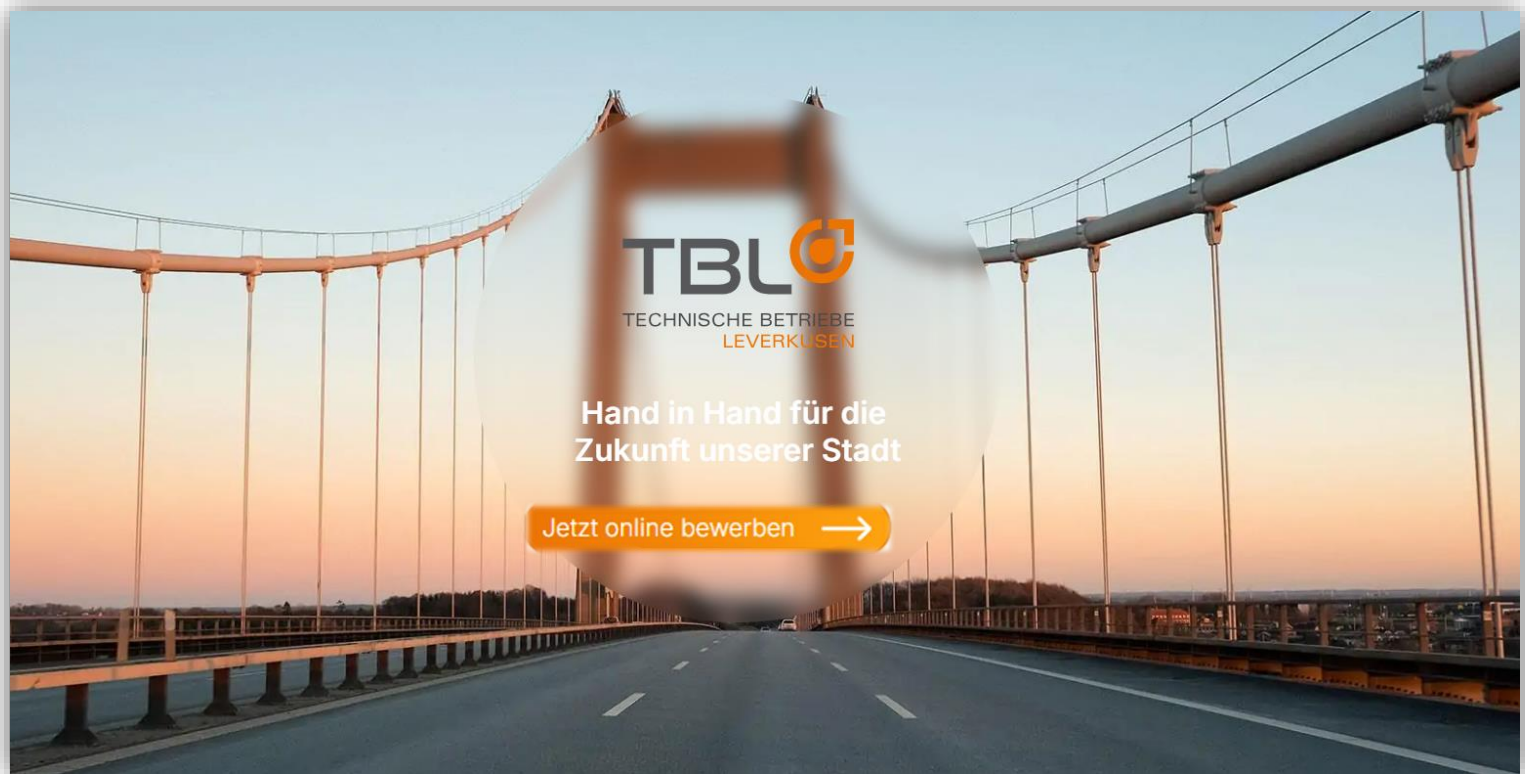 TBL
TECHNISCHE BETRIEBE
LEVERKUSEN
Hand in Hand für die
Zukunft unserer Stadt
Jetzt online bewerben